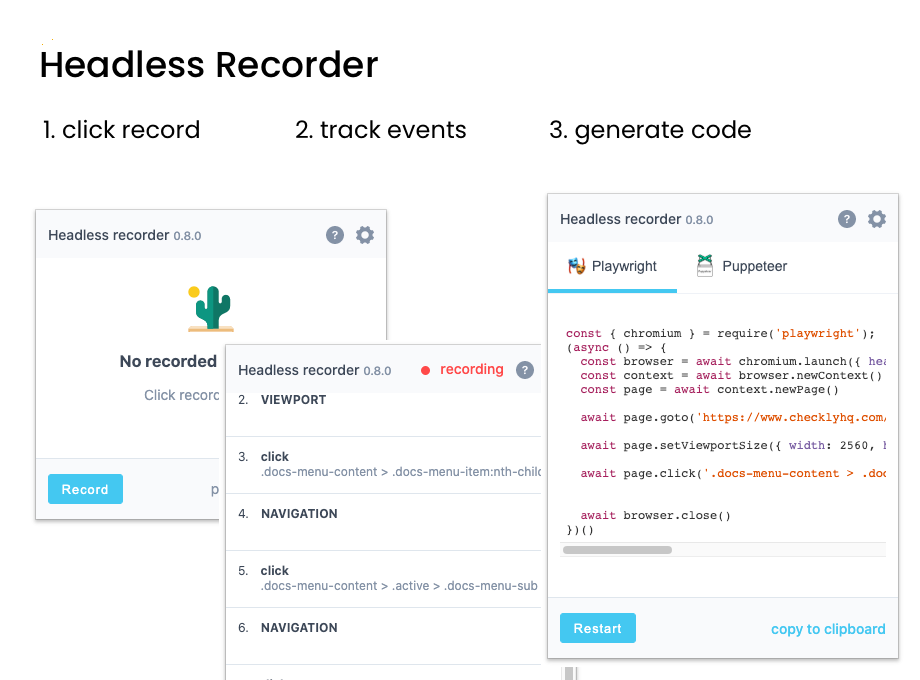 Headless Recorder
1. click record
2. track events
3. generate code
Headless recorder 0.8.0
?
No recorded
Click
Record
Headless recorder 0.8.0
recording
?
2. VIEWPORT
3. click
.docs-menu-content > .docs-menu-item:nth-child
4. NAVIGATION
5. click
.docs-menu-content > .active > .docs-menu-sub
6. NAVIGATION
Headless recorder 0.8.0
?
Playwright
Puppeteer
const { chromium } = require('playwright');
(async () => {
const browser = await chromium.launch({ hea
const context = await browser.newContext()
const page = await context.newPage()
await page.goto('https://www.checklyhq.com/
await page.setViewportSize({ width: 2560, h
await page.click('.docs-menu-content > .doc
await browser.close()
})()
Restart
copy to clipboard